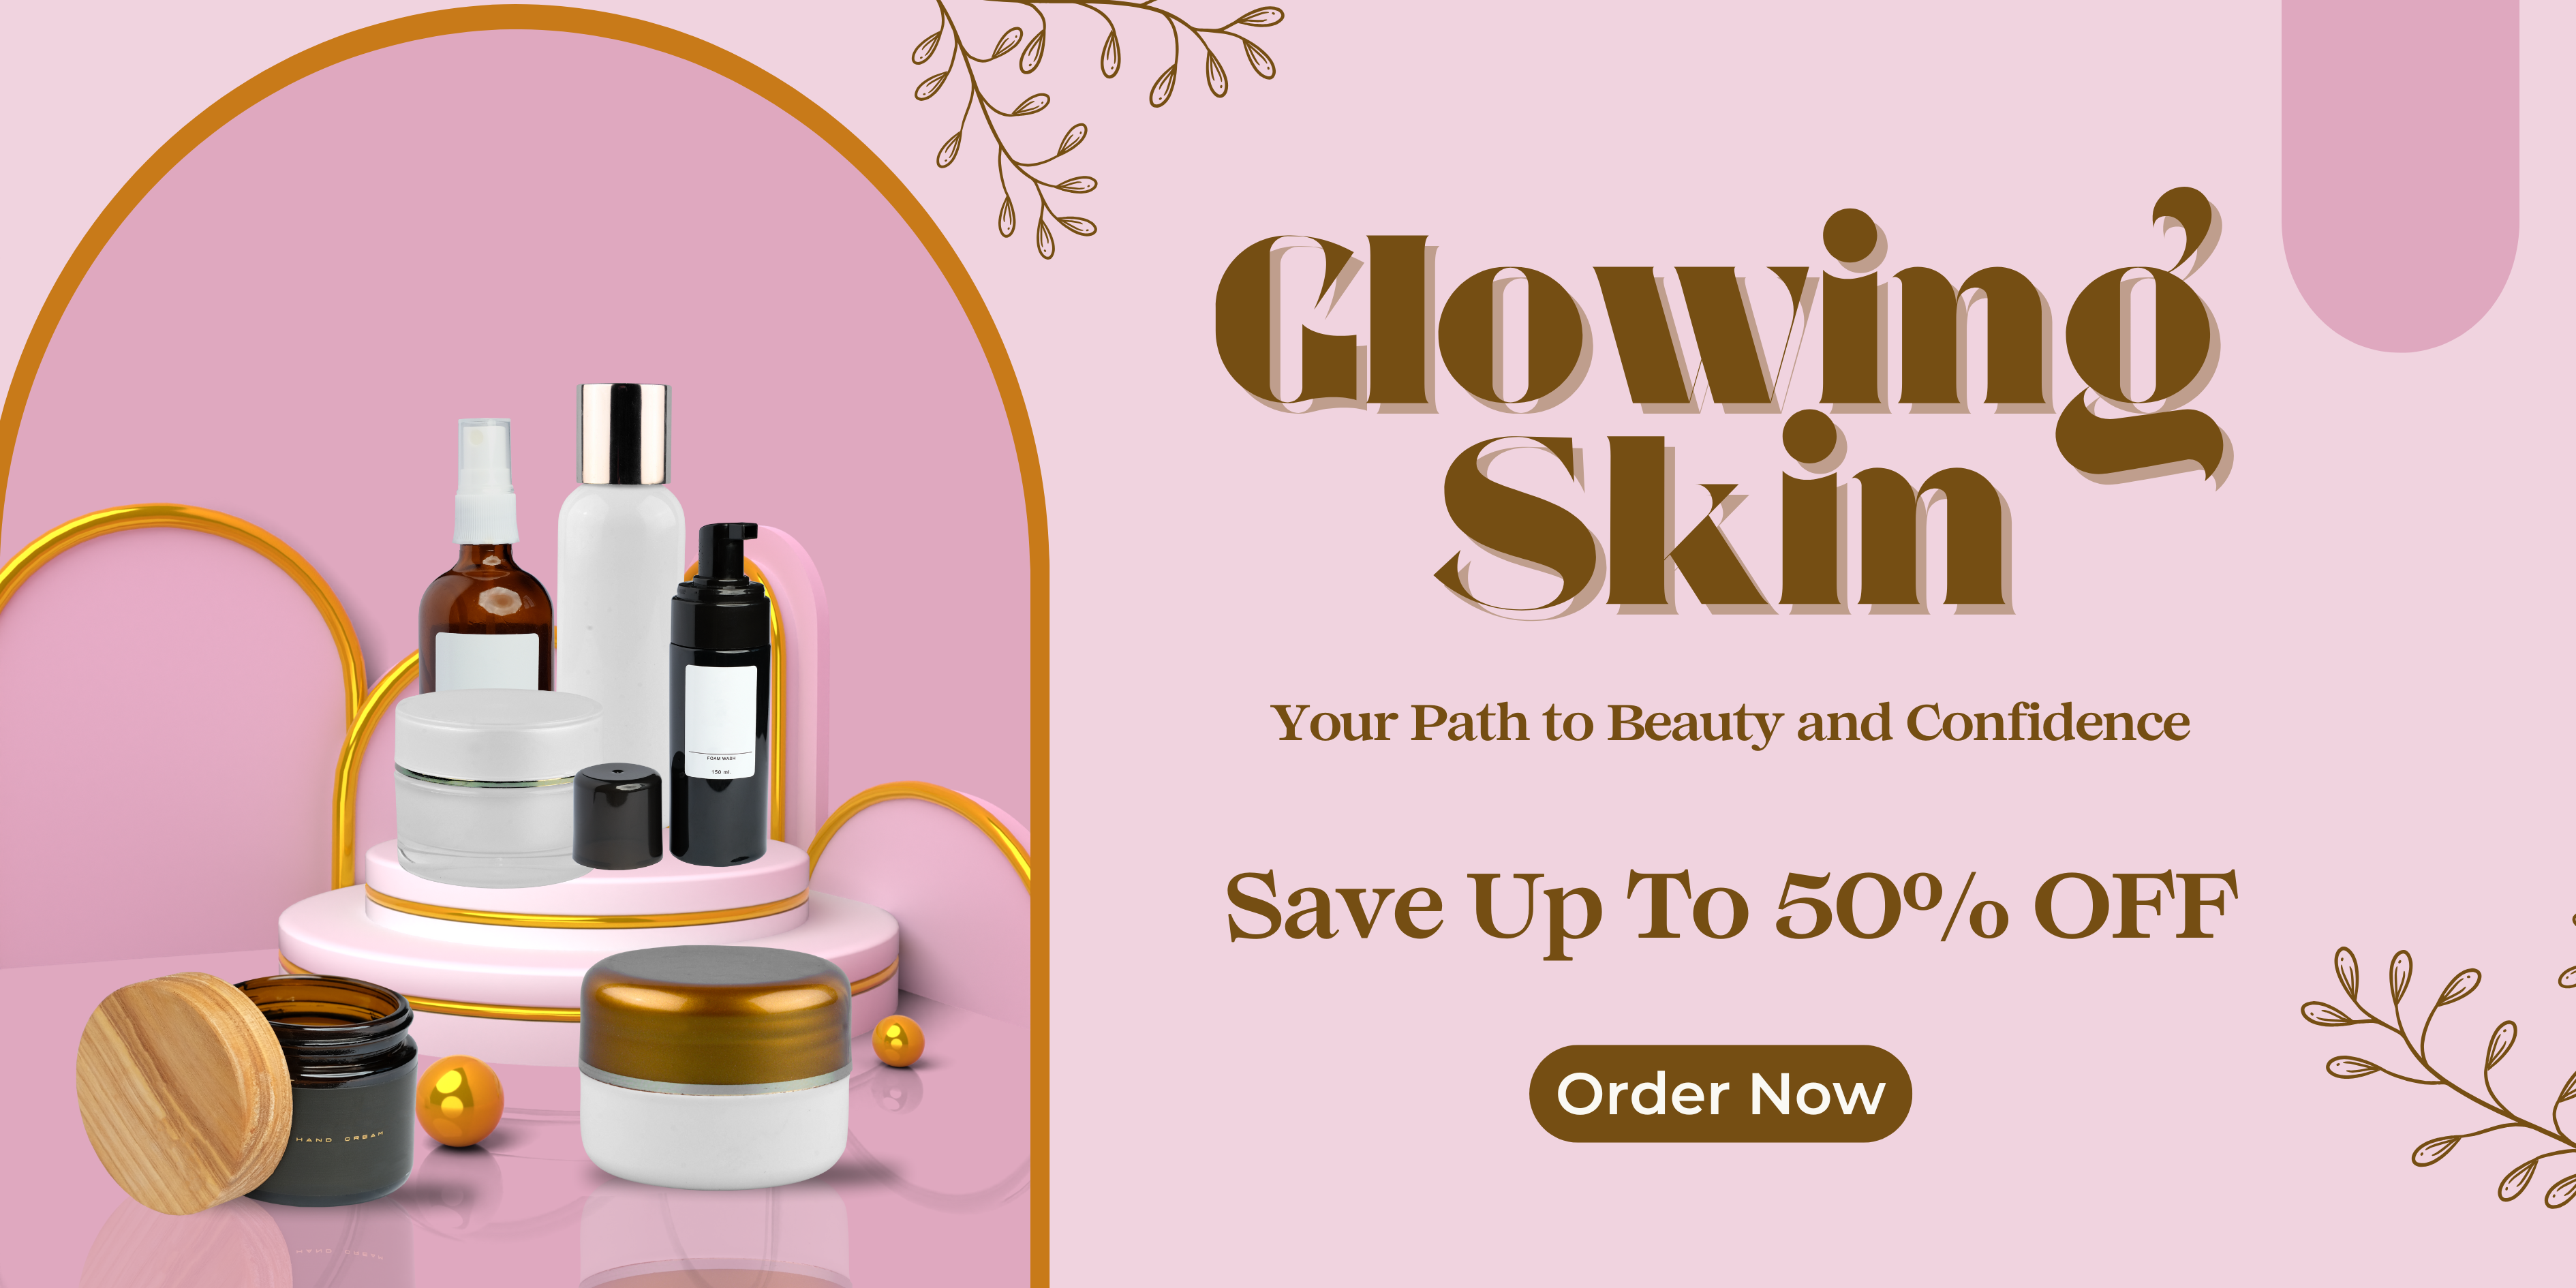 Glowing
Skin
Your Path to Beauty and Confidence
Save Up To 50% OFF
Order Now
FOAM WASH
150 ml.
HAND CREAM